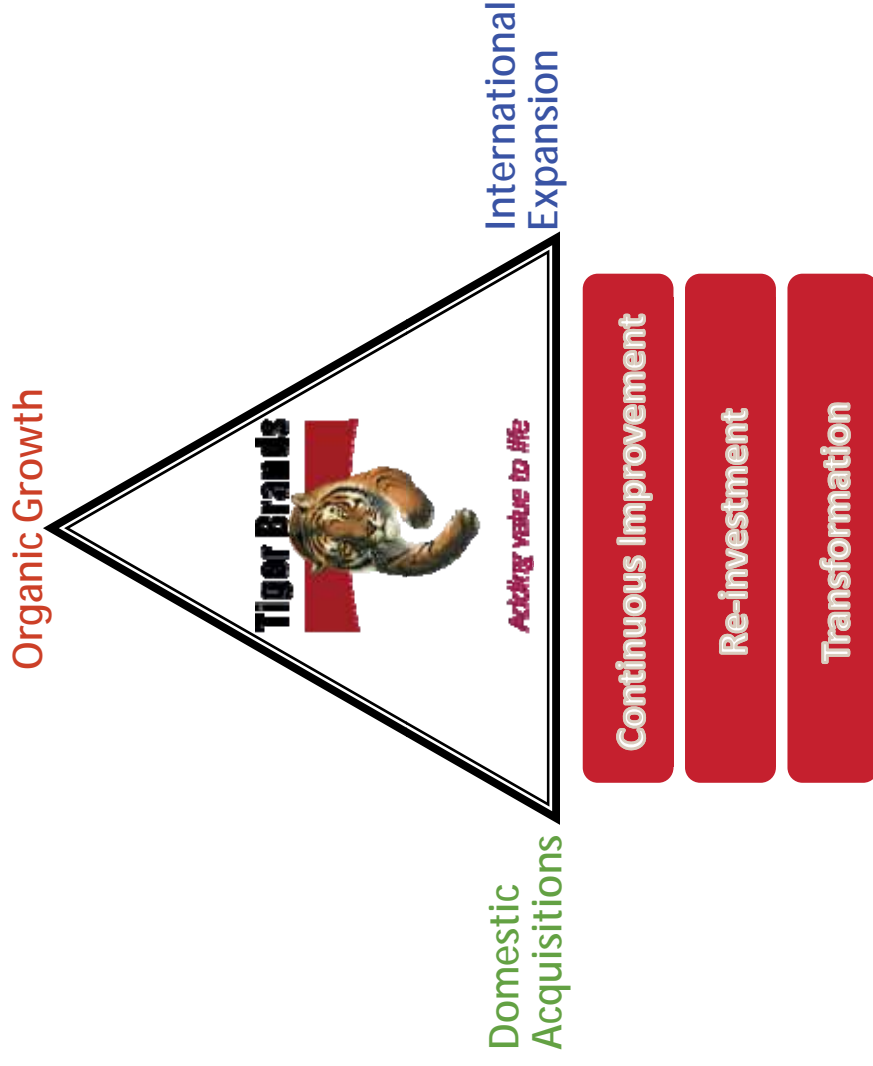 Organic Growth
Tiger Brands
Adding value to life
Domestic
Acquisitions
International
Expansion
Continuous Improvement
Re-investment
Transformation